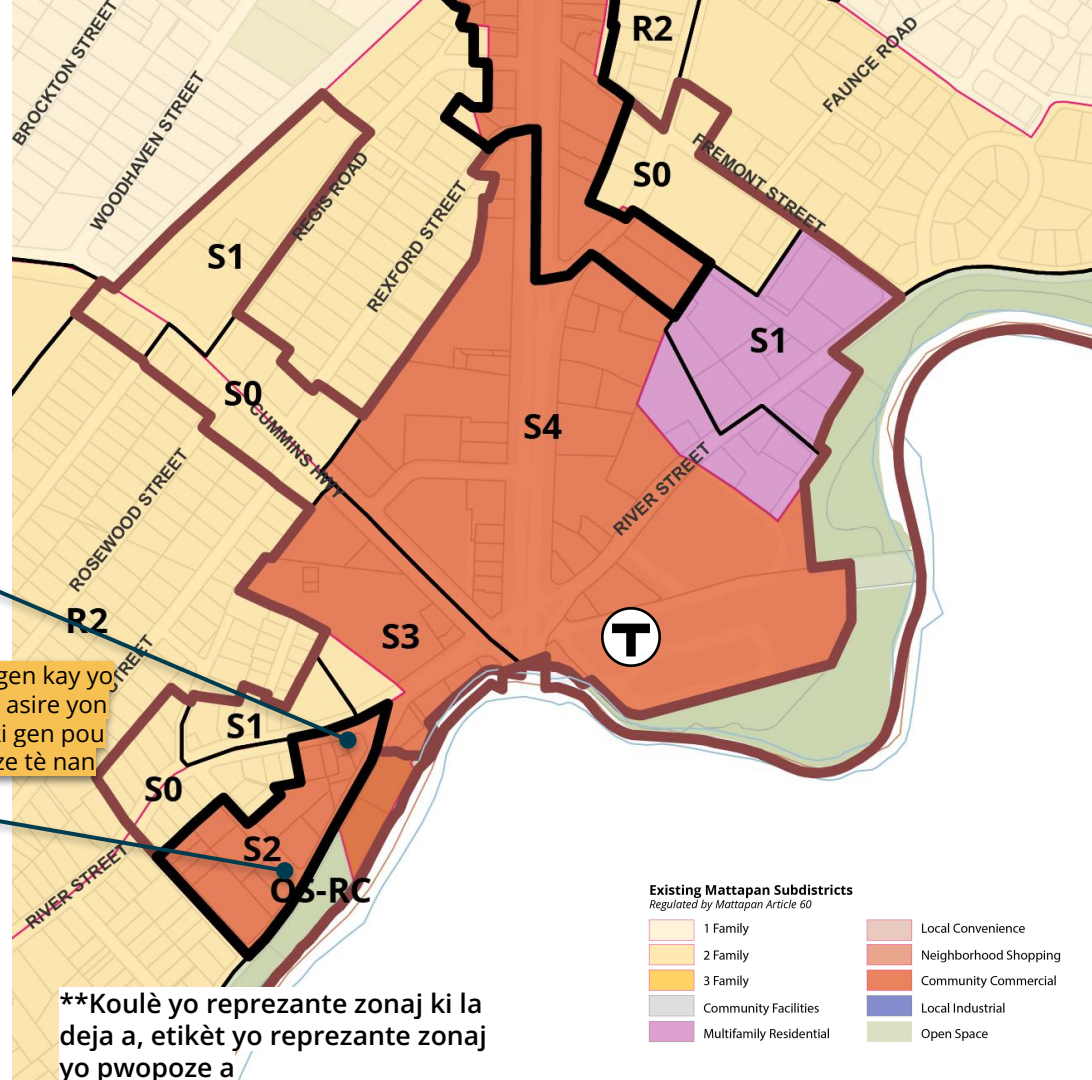 BROCKTON STREET
WOODHAVEN STREET
REGIS ROAD
REXFORD STREET
R2
FAUNCE ROAD
FREMONT STREET
S0
S1
S1
S0
CUMMINS HWY
S4
RIVER STREET
ROSEWOOD STREET
R2
STREET
S3
T
gen kay yo
asire yon
i gen pou
ze tè nan
S1
S0
S2
OS-RC
RIVER STREET
Existing Mattapan Subdistricts
Regulated by Mattapan Article 60
1 Family
2 Family
3 Family
Community Facilities
Multifamily Residential
Local Convenience
Neighborhood Shopping
Community Commercial
Local Industrial
Open Space
**Koulè yo reprezante zonaj ki la
deja a, etikèt yo reprezante zonaj
yo pwopoze a